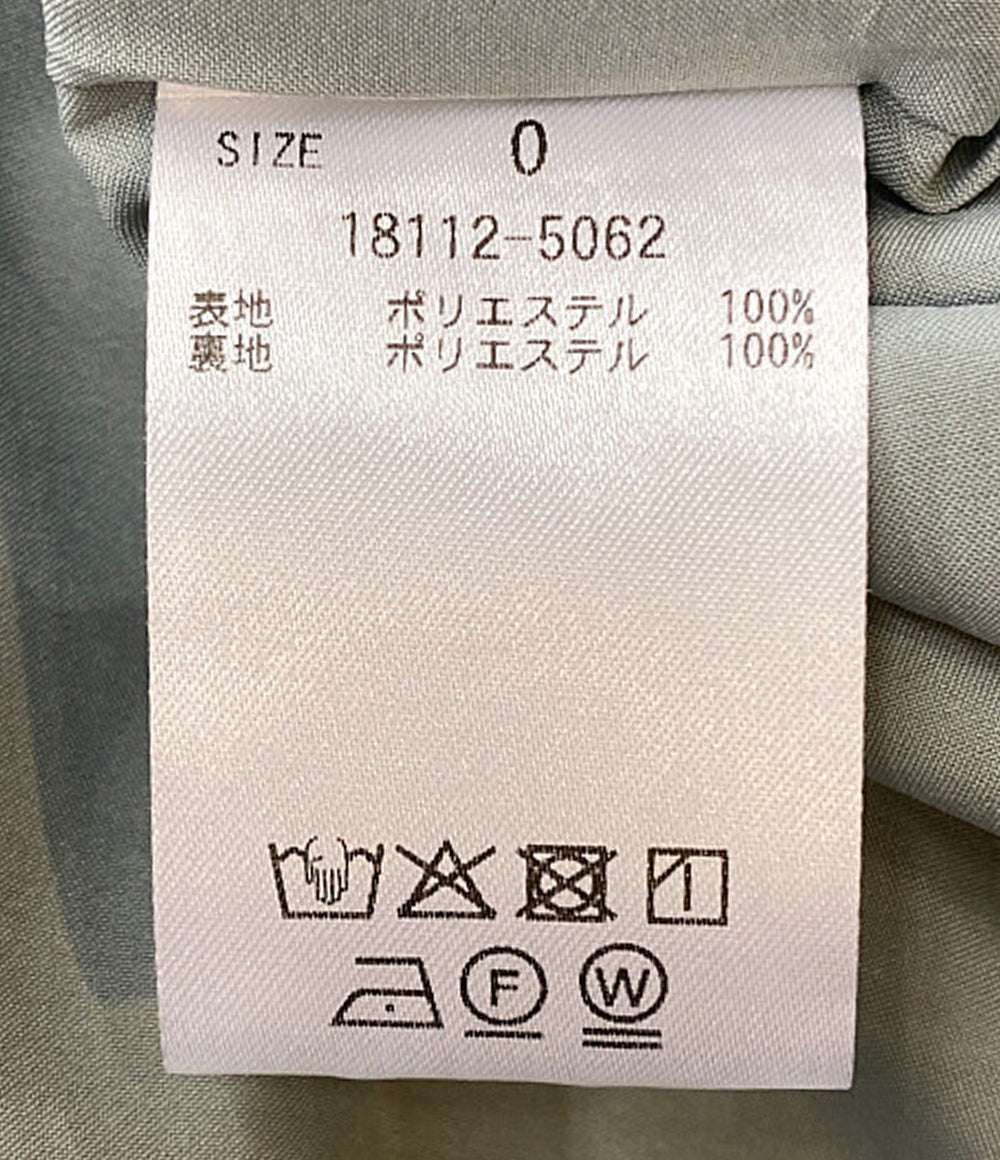 SIZE 0
18112-5062
表地 ポリエステル 100%
裏地 ポリエステル 100%
F W